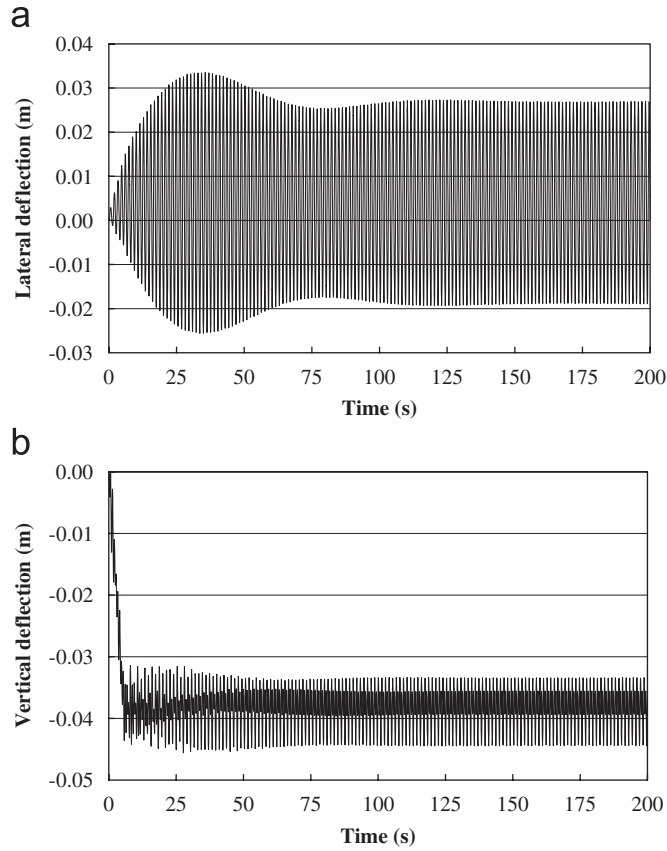 a
0.04
0.03
0.02
0.01
0.00
-0.01
-0.02
-0.03
Lateral deflection (m)
0 25 50 75 100 125 150 175 200
Time (s)
b
0.00
-0.01
-0.02
-0.03
-0.04
-0.05
Vertical deflection (m)
0 25 50 75 100 125 150 175 200
Time (s)